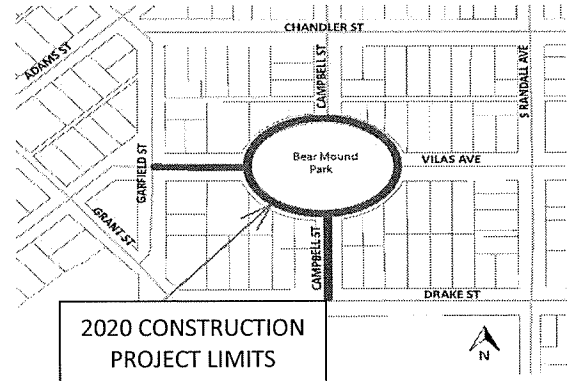 CHANDLER ST
ADAMS ST
CAMPBELL ST
S RANDALL AVE
Bear Mound
Park
VILAS AVE
GARFIELD ST
GRANT ST
CAMPBELL ST
DRAKE ST
2020 CONSTRUCTION
PROJECT LIMITS
N